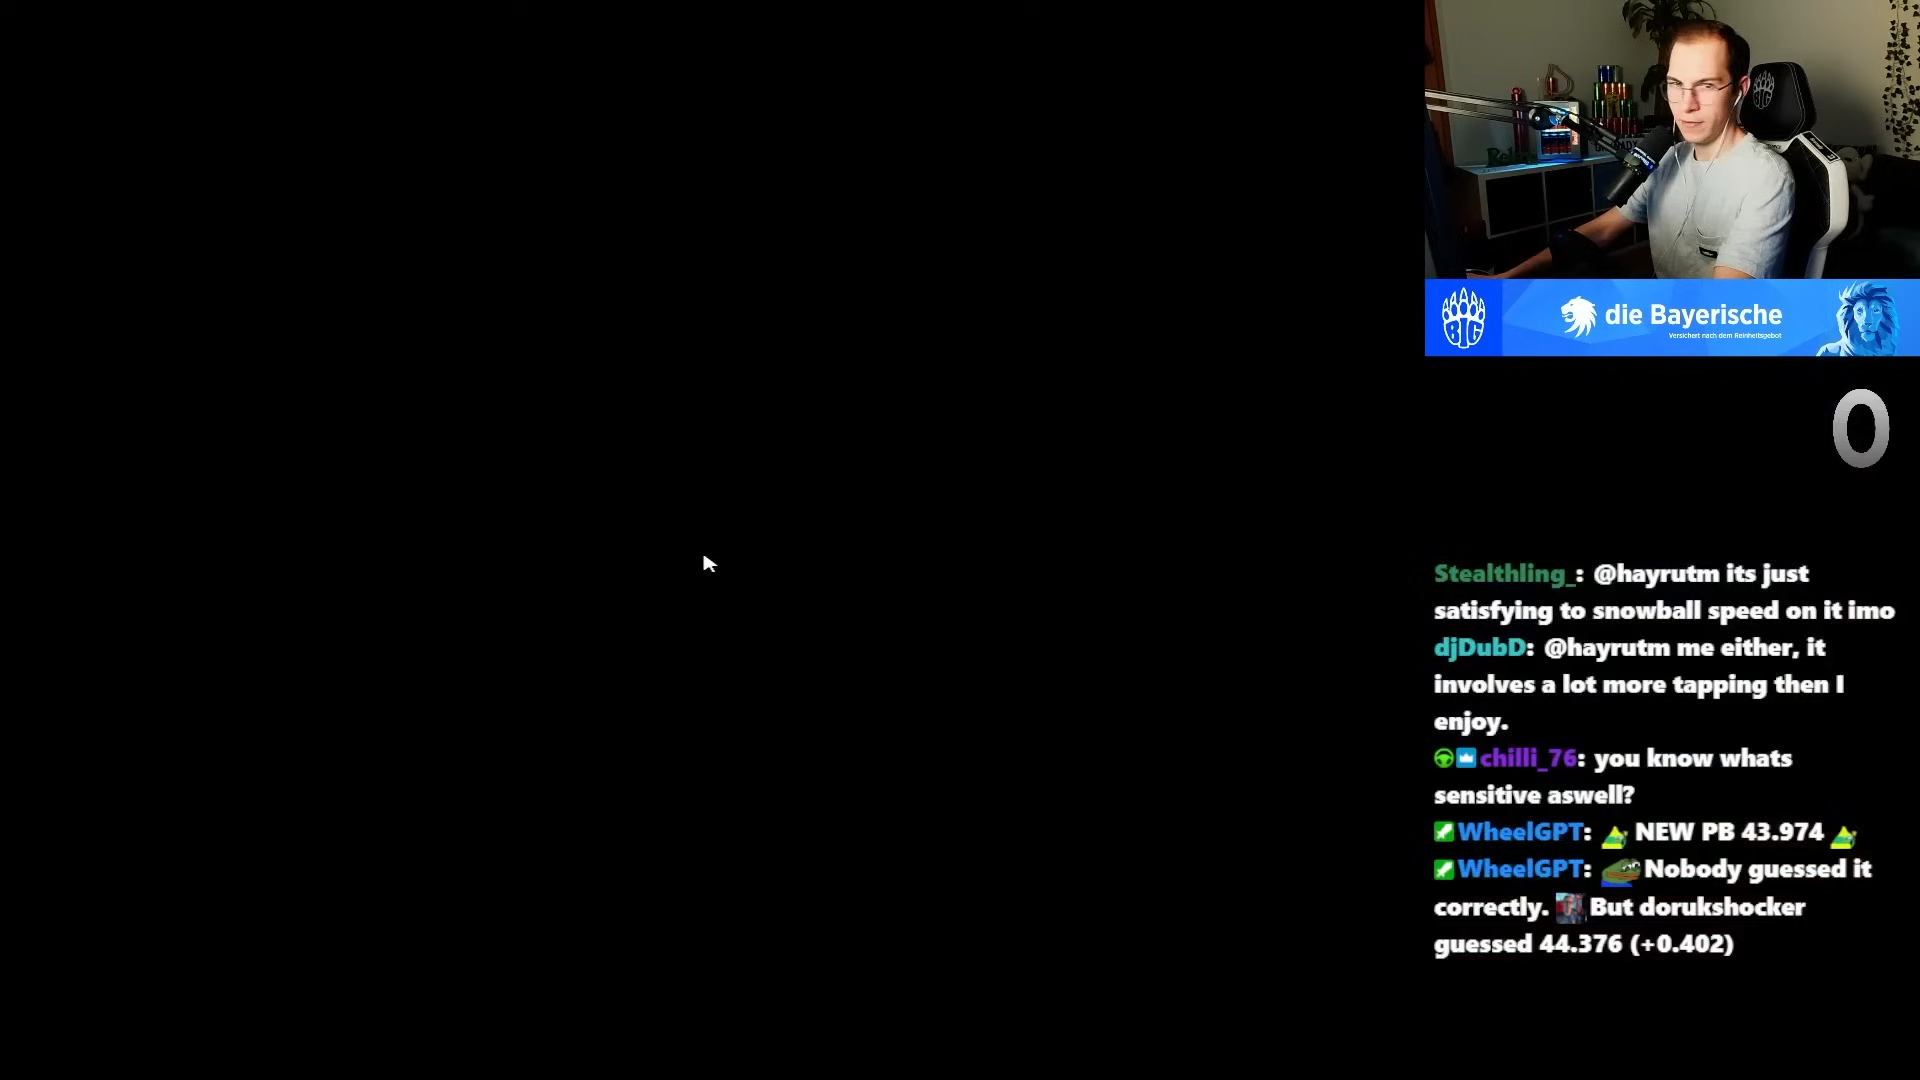 BIG
die Bayerische
Versichert nach dem Reinheitsgebot
0
Stealthling_: @hayrutm its just
satisfying to snowball speed on it imo
djDubD: @hayrutm me either, it
involves a lot more tapping then I
enjoy.
chilli_76: you know whats
sensitive aswell?
WheelGPT: NEW PB 43.974
WheelGPT: Nobody guessed it
correctly. But dorukshocker
guessed 44.376 (+0.402)